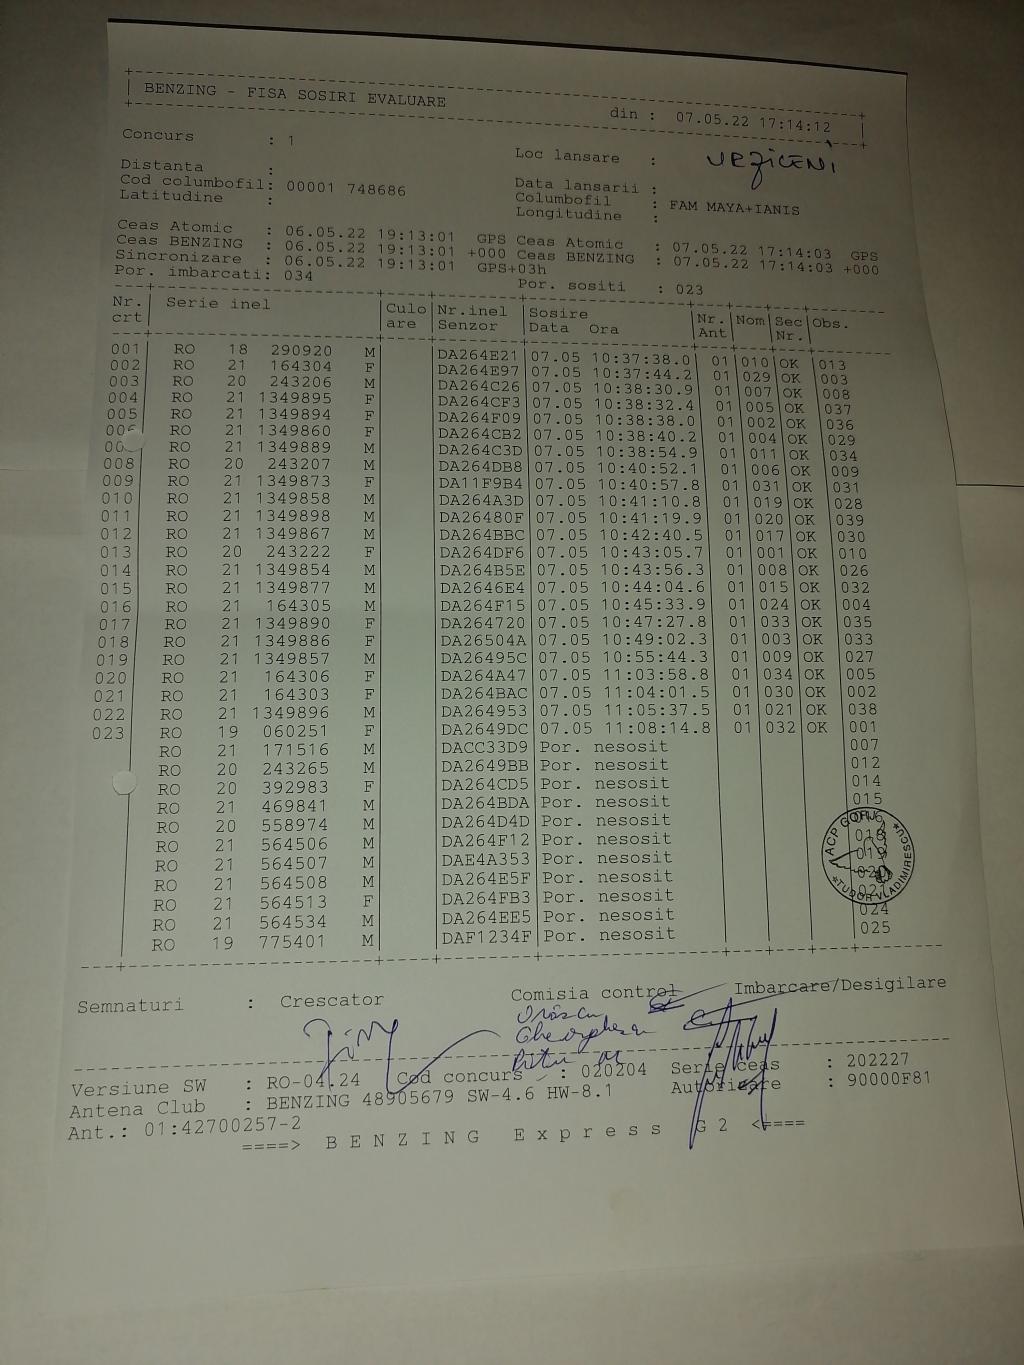 BENZING - FISA SOSIRI EVALUARE din : 07.05.22 17:14:12
Concurs : 1 Loc lansare : URZICENI
Distanta : Data lansarii :
Cod columbofil: 00001 748686 Columbofil : FAM MAYA+IANIS
Latitudine : Longitudine :
Ceas Atomic : 06.05.22 19:13:01 GPS Ceas Atomic : 07.05.22 17:14:03 GPS
Ceas BENZING : 06.05.22 19:13:01 +000 Ceas BENZING : 07.05.22 17:14:03 +000
Sincronizare : 06.05.22 19:13:01 GPS+03h
Por. imbarcati: 034 Por. sositi : 023
Nr. Serie inel Culo Nr.inel Sosire Nr. Nom Sec Obs.
crt are Senzor Data Ora Ant Nr.
001 RO 18 290920 M DA264E21 07.05 10:37:38.0 01 010 OK 013
002 RO 21 164304 F DA264E97 07.05 10:37:44.2 01 029 OK 003
003 RO 20 243206 M DA264C26 07.05 10:38:30.9 01 007 OK 008
004 RO 21 1349895 F DA264CF3 07.05 10:38:32.4 01 005 OK 037
005 RO 21 1349894 F DA264F09 07.05 10:38:38.0 01 002 OK 036
006 RO 21 1349860 F DA264CB2 07.05 10:38:40.2 01 004 OK 029
00 RO 21 1349889 M DA264C3D 07.05 10:38:54.9 01 011 OK 034
008 RO 20 243207 M DA264DB8 07.05 10:40:52.1 01 006 OK 009
009 RO 21 1349873 F DA11F9B4 07.05 10:40:57.8 01 031 OK 031
010 RO 21 1349858 M DA264A3D 07.05 10:41:10.8 01 019 OK 028
011 RO 21 1349898 M DA26480F 07.05 10:41:19.9 01 020 OK 039
012 RO 21 1349867 M DA264BBC 07.05 10:42:40.5 01 017 OK 030
013 RO 20 243222 F DA264DF6 07.05 10:43:05.7 01 001 OK 010
014 RO 21 1349854 M DA264B5E 07.05 10:43:56.3 01 008 OK 026
015 RO 21 1349877 M DA2646E4 07.05 10:44:04.6 01 015 OK 032
016 RO 21 164305 M DA264F15 07.05 10:45:33.9 01 024 OK 004
017 RO 21 1349890 F DA264720 07.05 10:47:27.8 01 033 OK 035
018 RO 21 1349886 F DA26504A 07.05 10:49:02.3 01 003 OK 033
019 RO 21 1349857 M DA26495C 07.05 10:55:44.3 01 009 OK 027
020 RO 21 164306 F DA264A47 07.05 11:03:58.8 01 034 OK 005
021 RO 21 164303 F DA264BAC 07.05 11:04:01.5 01 030 OK 002
022 RO 21 1349896 M DA264953 07.05 11:05:37.5 01 021 OK 038
023 RO 19 060251 F DA2649DC 07.05 11:08:14.8 01 032 OK 001
RO 21 171516 M DACC33D9 Por. nesosit 007
RO 20 243265 M DA2649BB Por. nesosit 012
RO 20 392983 F DA264CD5 Por. nesosit 014
RO 21 469841 M DA264BDA Por. nesosit 015
RO 20 558974 M DA264D4D Por. nesosit 016
RO 21 564506 M DA264F12 Por. nesosit 018
RO 21 564507 M DAE4A353 Por. nesosit 019
RO 21 564508 M DA264E5F Por. nesosit 020
RO 21 564513 F DA264FB3 Por. nesosit 021
RO 21 564534 M DA264EE5 Por. nesosit 024
RO 19 775401 M DAF1234F Por. nesosit 025
ACP GORJ *TUDOR VLADIMIRESCU*
Semnaturi : Crescator Comisia control Imbarcare/Desigilare
Versiune SW : RO-04.24 Cod concurs : 020204 Serie ceas : 202227
Antena Club : BENZING 48905679 SW-4.6 HW-8.1 Autorizare : 90000F81
Ant.: 01:42700257-2
====> BENZING Express G2 <====